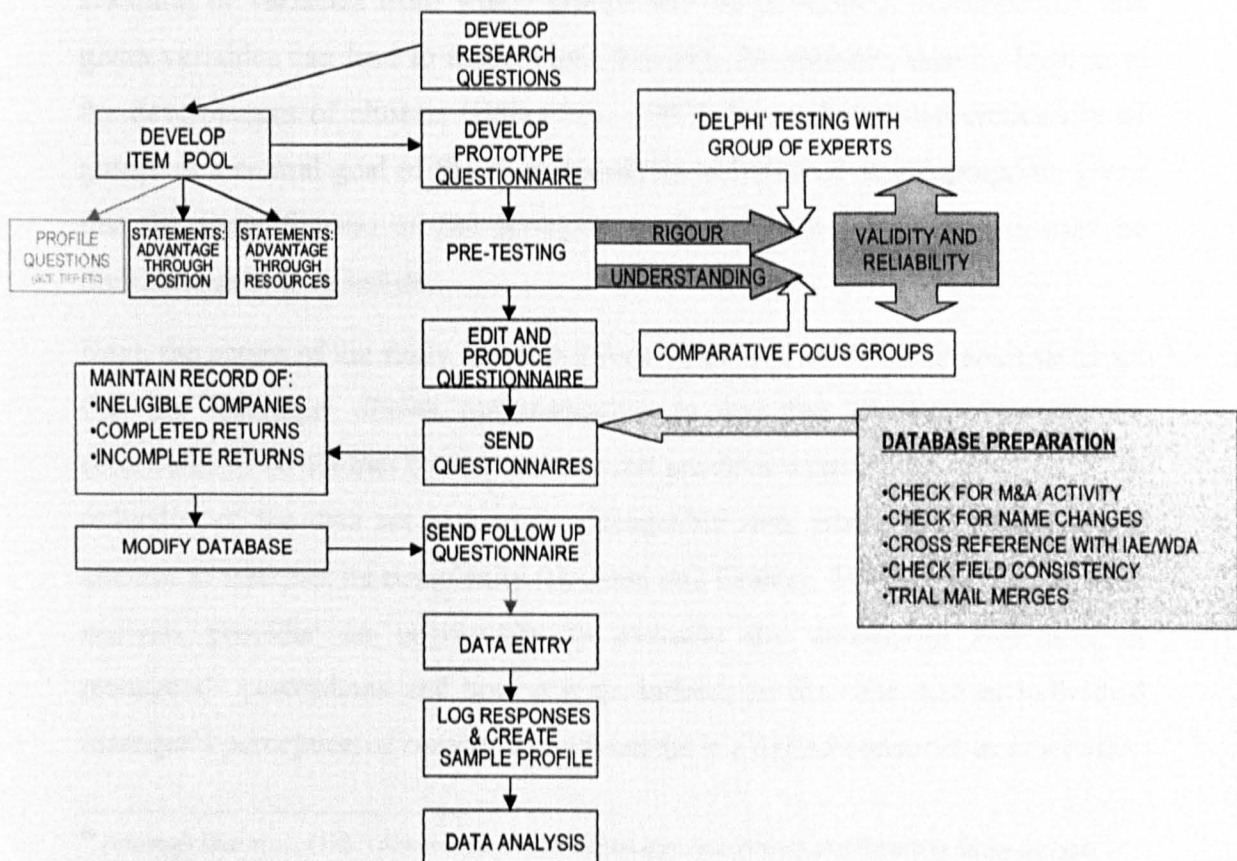 DEVELOP
RESEARCH
QUESTIONS
DEVELOP
ITEM POOL
DEVELOP
PROTOTYPE
QUESTIONNAIRE
'DELPHI' TESTING WITH
GROUP OF EXPERTS
PROFILE
QUESTIONS
STATEMENTS:
ADVANTAGE
THROUGH
POSITION
STATEMENTS:
ADVANTAGE
THROUGH
RESOURCES
PRE-TESTING
RIGOUR
UNDERSTANDING
VALIDITY AND
RELIABILITY
EDIT AND
PRODUCE
QUESTIONNAIRE
COMPARATIVE FOCUS GROUPS
MAINTAIN RECORD OF:
•INELIGIBLE COMPANIES
•COMPLETED RETURNS
•INCOMPLETE RETURNS
SEND
QUESTIONNAIRES
DATABASE PREPARATION
•CHECK FOR M&A ACTIVITY
•CHECK FOR NAME CHANGES
•CROSS REFERENCE WITH IAE/WDA
•CHECK FIELD CONSISTENCY
•TRIAL MAIL MERGES
MODIFY DATABASE
SEND FOLLOW UP
QUESTIONNAIRE
DATA ENTRY
LOG RESPONSES
& CREATE
SAMPLE PROFILE
DATA ANALYSIS